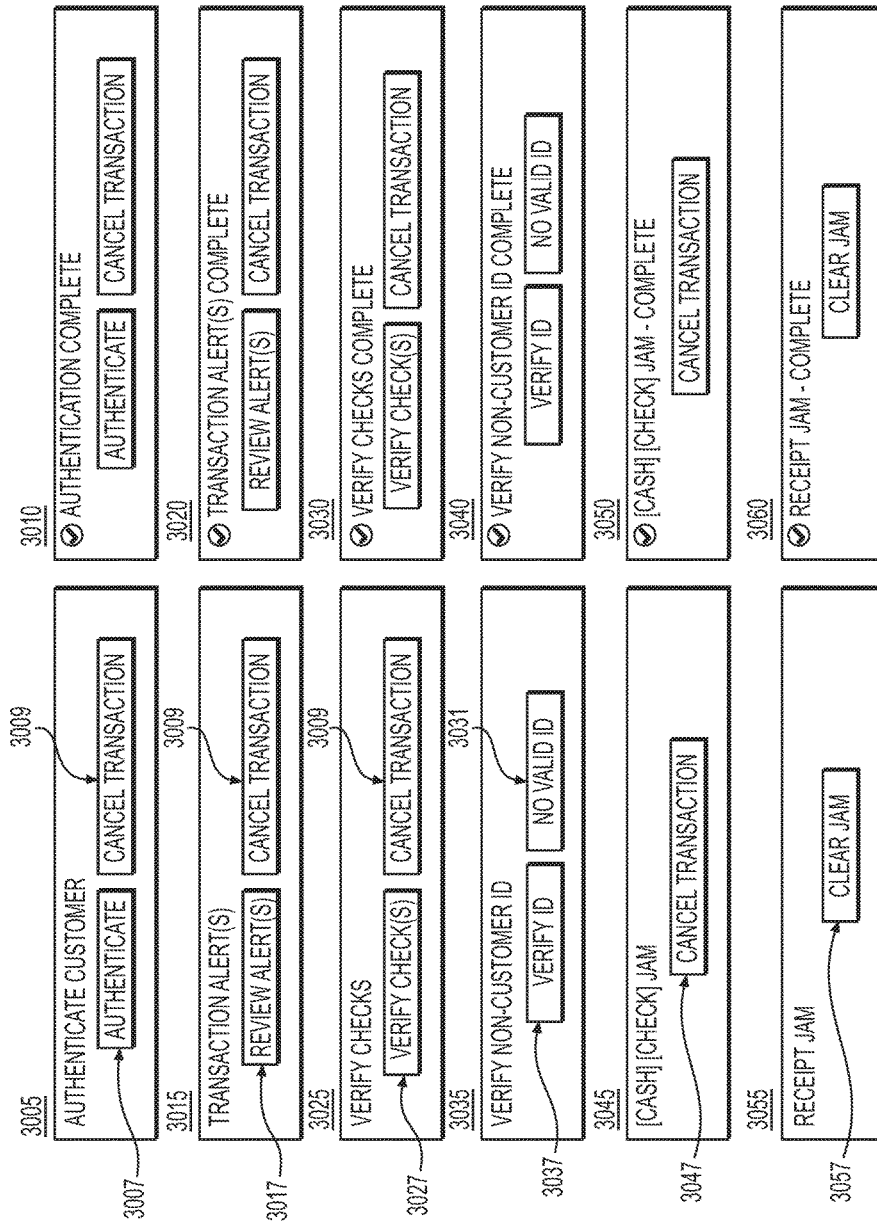 3005
AUTHENTICATE CUSTOMER
AUTHENTICATE
CANCEL TRANSACTION
3007
3009
3010
AUTHENTICATION COMPLETE
AUTHENTICATE
CANCEL TRANSACTION
3015
TRANSACTION ALERT(S)
REVIEW ALERT(S)
CANCEL TRANSACTION
3017
3009
3020
TRANSACTION ALERT(S) COMPLETE
REVIEW ALERT(S)
CANCEL TRANSACTION
3025
VERIFY CHECKS
VERIFY CHECK(S)
CANCEL TRANSACTION
3027
3009
3030
VERIFY CHECKS COMPLETE
VERIFY CHECK(S)
CANCEL TRANSACTION
3035
VERIFY NON-CUSTOMER ID
VERIFY ID
NO VALID ID
3037
3031
3040
VERIFY NON-CUSTOMER ID COMPLETE
VERIFY ID
NO VALID ID
3045
[CASH] [CHECK] JAM
CANCEL TRANSACTION
3047
3050
[CASH] [CHECK] JAM - COMPLETE
CANCEL TRANSACTION
3055
RECEIPT JAM
CLEAR JAM
3057
3060
RECEIPT JAM - COMPLETE
CLEAR JAM